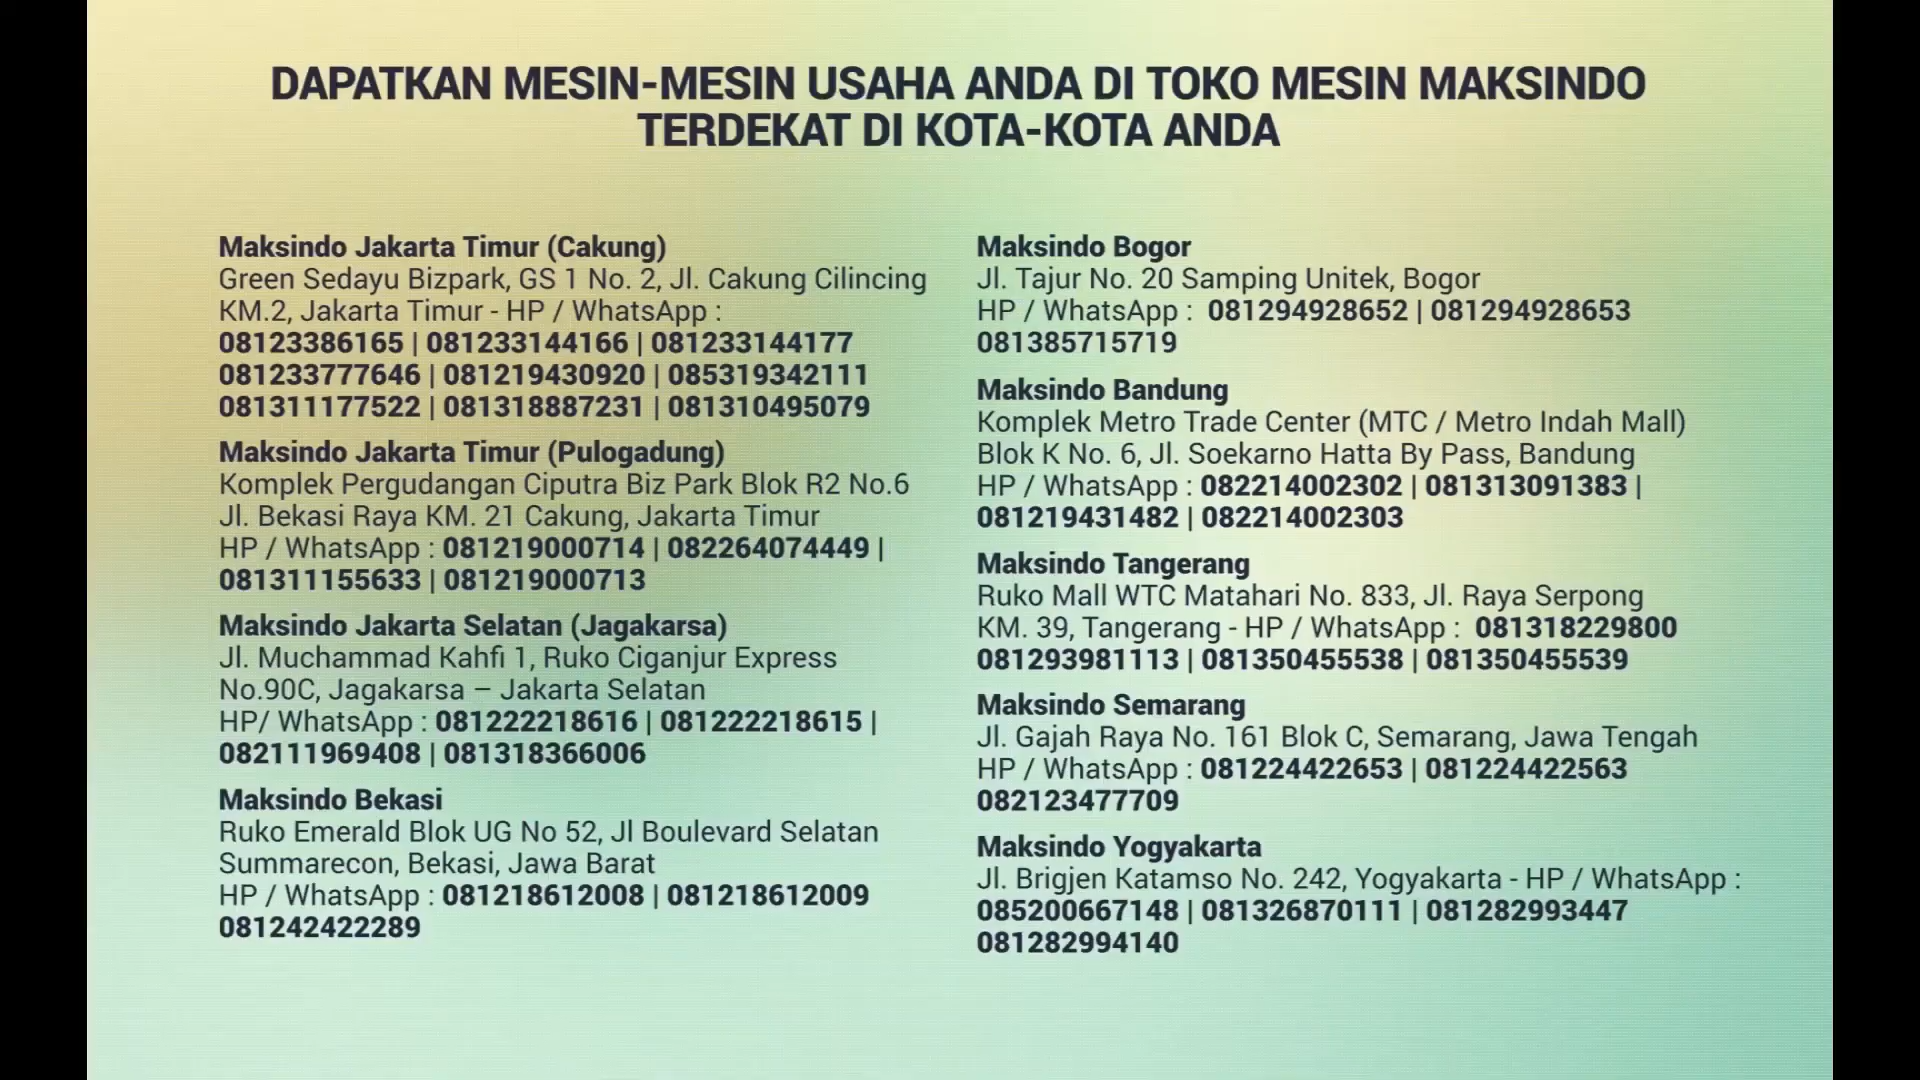 DAPATKAN MESIN-MESIN USAHA ANDA DI TOKO MESIN MAKSINDO
TERDEKAT DI KOTA-KOTA ANDA
Maksindo Jakarta Timur (Cakung)
Green Sedayu Bizpark, GS 1 No. 2, Jl. Cakung Cilincing
KM.2, Jakarta Timur - HP / WhatsApp :
08123386165 | 081233144166 | 081233144177
081233777646 | 081219430920 | 085319342111
081311177522 | 081318887231 | 081310495079
Maksindo Jakarta Timur (Pulogadung)
Komplek Pergudangan Ciputra Biz Park Blok R2 No.6
Jl. Bekasi Raya KM. 21 Cakung, Jakarta Timur
HP / WhatsApp : 081219000714 | 082264074449 |
081311155633 | 081219000713
Maksindo Jakarta Selatan (Jagakarsa)
Jl. Muchammad Kahfi 1, Ruko Ciganjur Express
No.90C, Jagakarsa – Jakarta Selatan
HP/ WhatsApp : 081222218616 | 081222218615 |
082111969408 | 081318366006
Maksindo Bekasi
Ruko Emerald Blok UG No 52, Jl Boulevard Selatan
Summarecon, Bekasi, Jawa Barat
HP / WhatsApp : 081218612008 | 081218612009
081242422289
Maksindo Bogor
Jl. Tajur No. 20 Samping Unitek, Bogor
HP / WhatsApp : 081294928652 | 081294928653
081385715719
Maksindo Bandung
Komplek Metro Trade Center (MTC / Metro Indah Mall)
Blok K No. 6, Jl. Soekarno Hatta By Pass, Bandung
HP / WhatsApp : 082214002302 | 081313091383 |
081219431482 | 082214002303
Maksindo Tangerang
Ruko Mall WTC Matahari No. 833, Jl. Raya Serpong
KM. 39, Tangerang - HP / WhatsApp : 081318229800
081293981113 | 081350455538 | 081350455539
Maksindo Semarang
Jl. Gajah Raya No. 161 Blok C, Semarang, Jawa Tengah
HP / WhatsApp : 081224422653 | 081224422563
082123477709
Maksindo Yogyakarta
Jl. Brigjen Katamso No. 242, Yogyakarta - HP / WhatsApp :
085200667148 | 081326870111 | 081282993447
081282994140